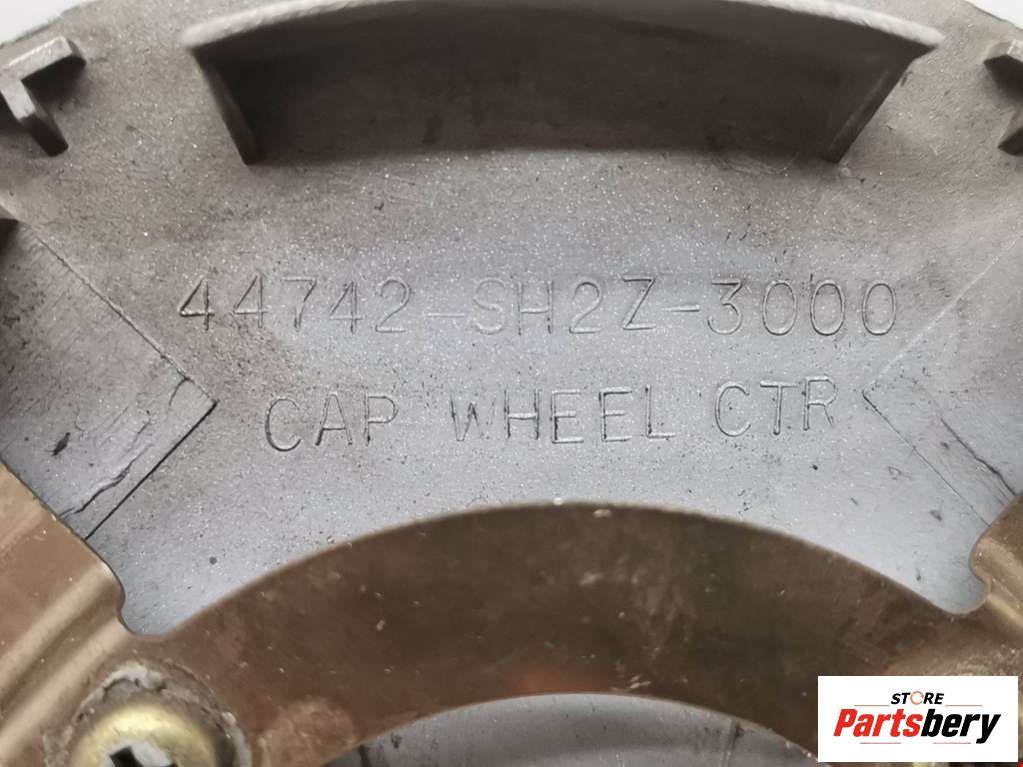 44742-SH2Z-3000
CAP WHEEL CTR
STORE
Partsbery